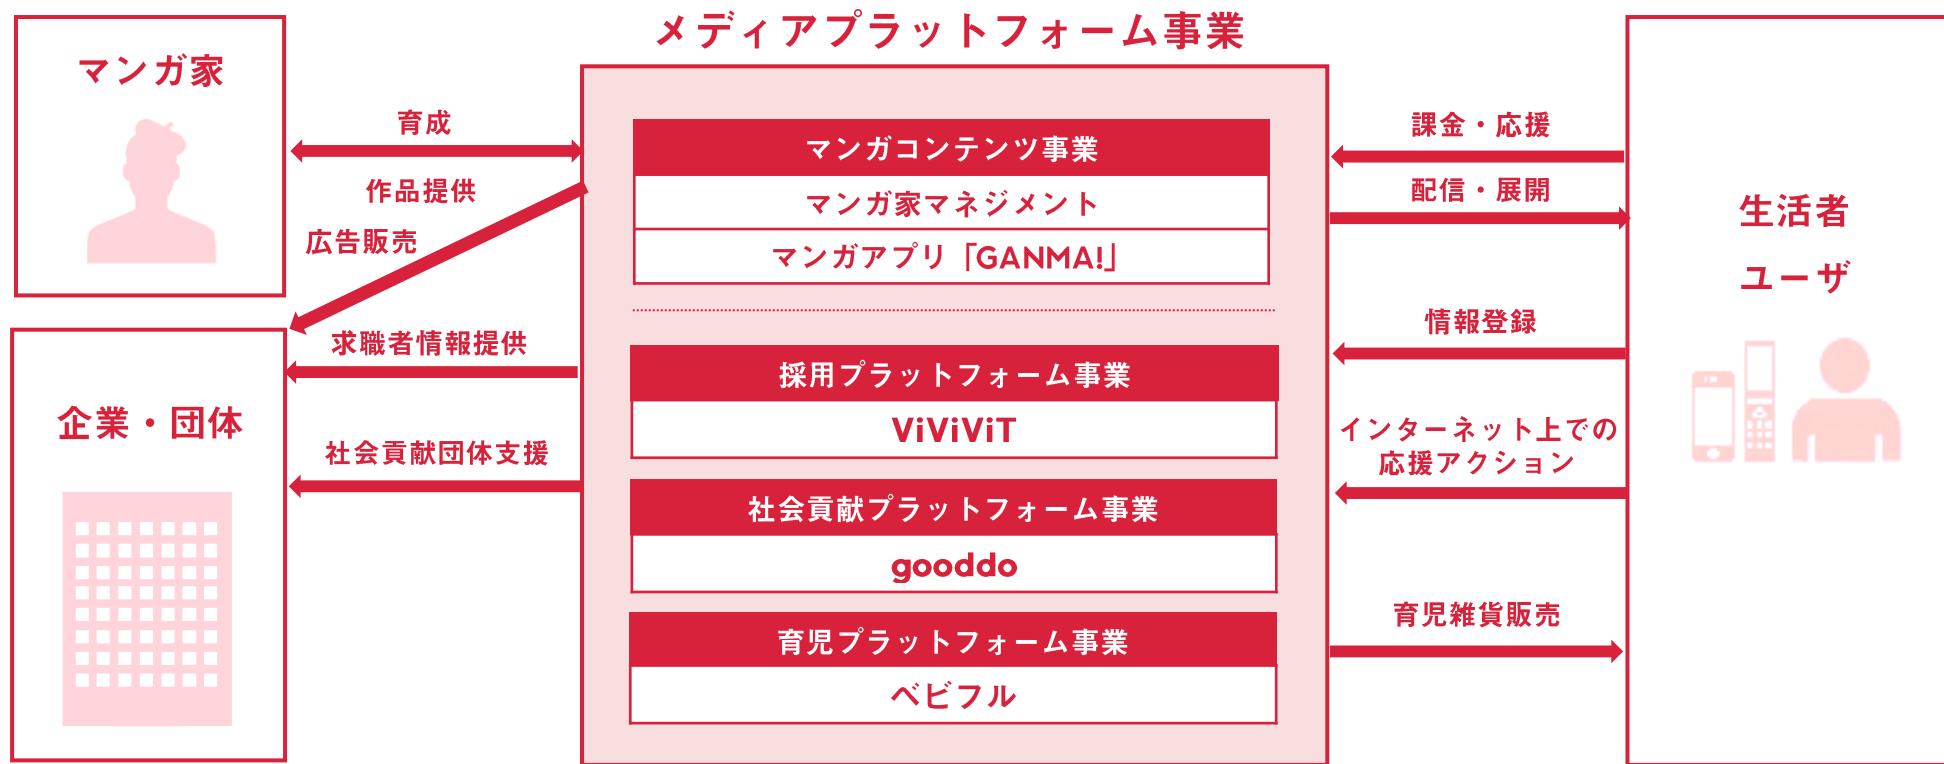 メディアプラットフォーム事業
マンガ家
育成
作品提供
広告販売
求職者情報提供
社会貢献団体支援
企業・団体
マンガコンテンツ事業
マンガ家マネジメント
マンガアプリ「GANMA!」
採用プラットフォーム事業
ViViViT
社会貢献プラットフォーム事業
gooddo
育児プラットフォーム事業
ベビフル
課金・応援
配信・展開
情報登録
インターネット上での
応援アクション
育児雑貨販売
生活者
ユーザ